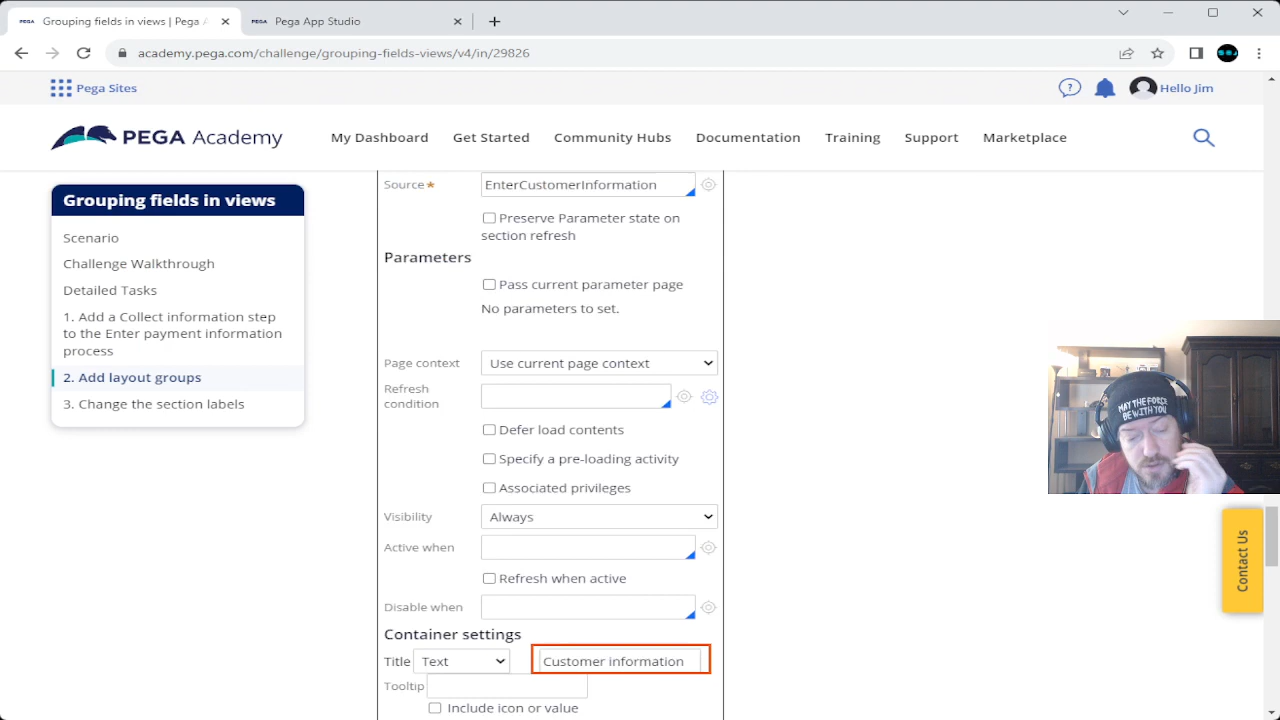 Grouping fields in views | Pega A
Pega App Studio
academy.pega.com/challenge/grouping-fields-views/v4/in/29826
Pega Sites
Hello Jim
PEGA Academy
My Dashboard
Get Started
Community Hubs
Documentation
Training
Support
Marketplace
Grouping fields in views
Scenario
Challenge Walkthrough
Detailed Tasks
1. Add a Collect information step
to the Enter payment information
process
2. Add layout groups
3. Change the section labels
Source* EnterCustomerInformation
Preserve Parameter state on
section refresh
Parameters
Pass current parameter page
No parameters to set.
Page context Use current page context
Refresh
condition
Defer load contents
Specify a pre-loading activity
Associated privileges
Visibility Always
Active when
Refresh when active
Disable when
Container settings
Title Text Customer information
Tooltip
Include icon or value
MAY THE FORCE
BE WITH YOU
Contact Us